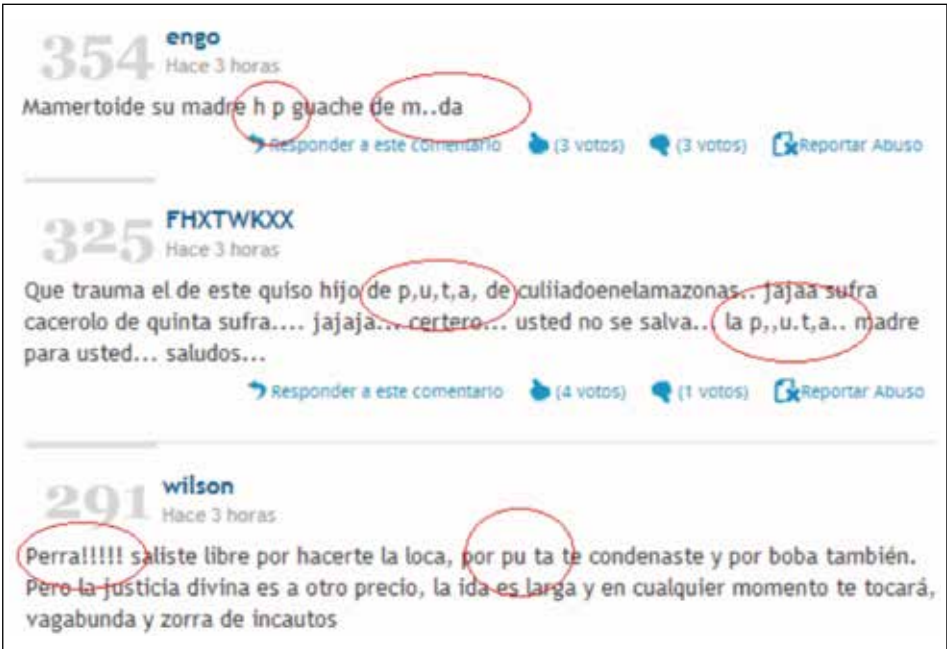 354 engo
Hace 3 horas
Mamertoide su madre h p guache de m..da
Responder a este comentario (3 votos) (3 votos) Reportar Abuso
325 FHXTWKXX
Hace 3 horas
Que trauma el de este quiso hijo de p,u,t,a, de culiiadoenelamazonas.. jajaa sufra
cacerolo de quinta sufra.... jajaja... certero... usted no se salva... la p,,u.t,a.. madre
para usted... saludos...
Responder a este comentario (4 votos) (1 votos) Reportar Abuso
291 wilson
Hace 3 horas
Perra!!!!! saliste libre por hacerte la loca, por pu ta te condenaste y por boba también.
Pero la justicia divina es a otro precio, la ida es larga y en cualquier momento te tocará,
vagabunda y zorra de incautos